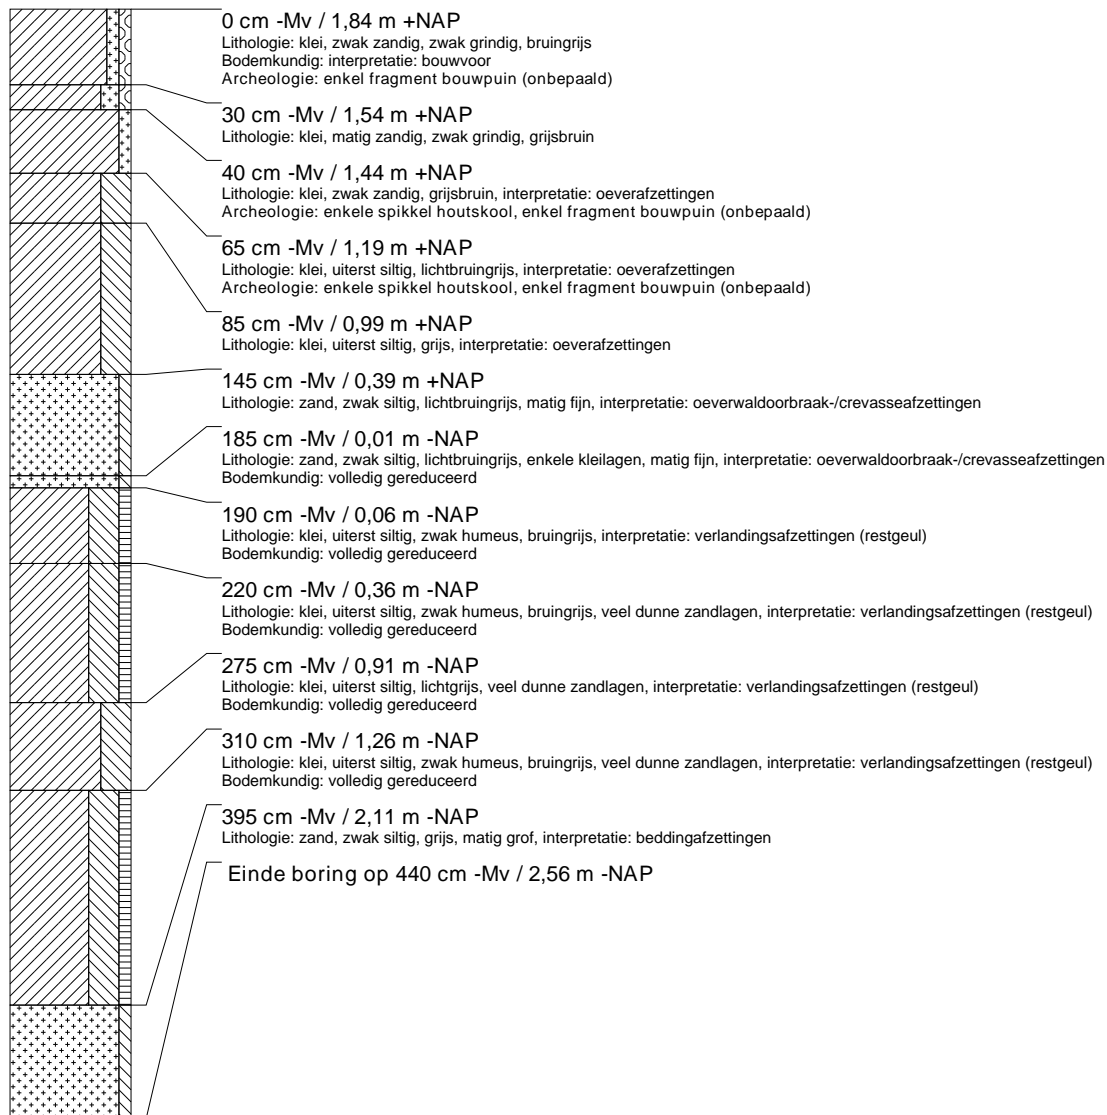 0 cm -Mv / 1,84 m +NAP
Lithologie: klei, zwak zandig, zwak grindig, bruingrijs
Bodemkundig: interpretatie: bouwvoor
Archeologie: enkel fragment bouwpuin (onbepaald)
30 cm -Mv / 1,54 m +NAP
Lithologie: klei, matig zandig, zwak grindig, grijsbruin
40 cm -Mv / 1,44 m +NAP
Lithologie: klei, zwak zandig, grijsbruin, interpretatie: oeverafzettingen
Archeologie: enkele spikkel houtskool, enkel fragment bouwpuin (onbepaald)
65 cm -Mv / 1,19 m +NAP
Lithologie: klei, uiterst siltig, lichtbruingrijs, interpretatie: oeverafzettingen
Archeologie: enkele spikkel houtskool, enkel fragment bouwpuin (onbepaald)
85 cm -Mv / 0,99 m +NAP
Lithologie: klei, uiterst siltig, grijs, interpretatie: oeverafzettingen
145 cm -Mv / 0,39 m +NAP
Lithologie: zand, zwak siltig, lichtbruingrijs, matig fijn, interpretatie: oeverwaldoorbraak-/crevasseafzettingen
185 cm -Mv / 0,01 m -NAP
Lithologie: zand, zwak siltig, lichtbruingrijs, enkele kleilagen, matig fijn, interpretatie: oeverwaldoorbraak-/crevasseafzettingen
Bodemkundig: volledig gereduceerd
190 cm -Mv / 0,06 m -NAP
Lithologie: klei, uiterst siltig, zwak humeus, bruingrijs, interpretatie: verlandingsafzettingen (restgeul)
Bodemkundig: volledig gereduceerd
220 cm -Mv / 0,36 m -NAP
Lithologie: klei, uiterst siltig, zwak humeus, bruingrijs, veel dunne zandlagen, interpretatie: verlandingsafzettingen (restgeul)
Bodemkundig: volledig gereduceerd
275 cm -Mv / 0,91 m -NAP
Lithologie: klei, uiterst siltig, lichtgrijs, veel dunne zandlagen, interpretatie: verlandingsafzettingen (restgeul)
Bodemkundig: volledig gereduceerd
310 cm -Mv / 1,26 m -NAP
Lithologie: klei, uiterst siltig, zwak humeus, bruingrijs, veel dunne zandlagen, interpretatie: verlandingsafzettingen (restgeul)
Bodemkundig: volledig gereduceerd
395 cm -Mv / 2,11 m -NAP
Lithologie: zand, zwak siltig, grijs, matig grof, interpretatie: beddingafzettingen
Einde boring op 440 cm -Mv / 2,56 m -NAP